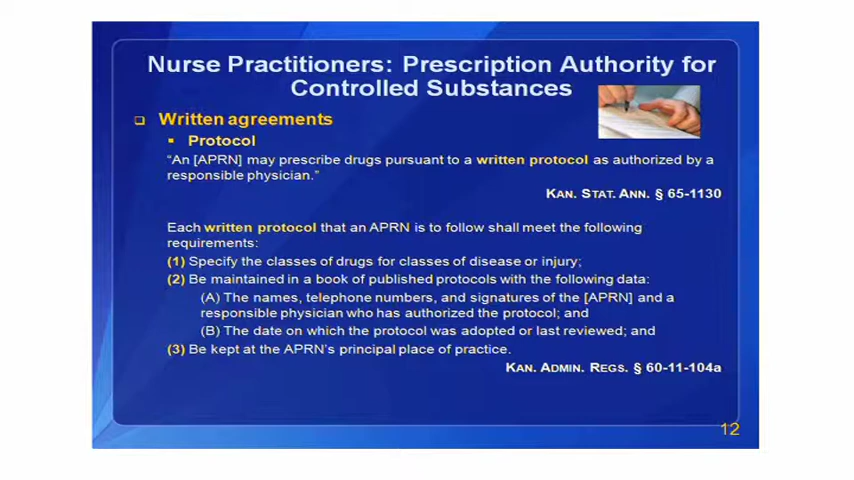 Nurse Practitioners: Prescription Authority for
Controlled Substances
Written agreements
Protocol
“An [APRN] may prescribe drugs pursuant to a written protocol as authorized by a
responsible physician.”
KAN. STAT. ANN. § 65-1130
Each written protocol that an APRN is to follow shall meet the following
requirements:
(1) Specify the classes of drugs for classes of disease or injury;
(2) Be maintained in a book of published protocols with the following data:
(A) The names, telephone numbers, and signatures of the [APRN] and a
responsible physician who has authorized the protocol; and
(B) The date on which the protocol was adopted or last reviewed; and
(3) Be kept at the APRN’s principal place of practice.
KAN. ADMIN. REGS. § 60-11-104a
12